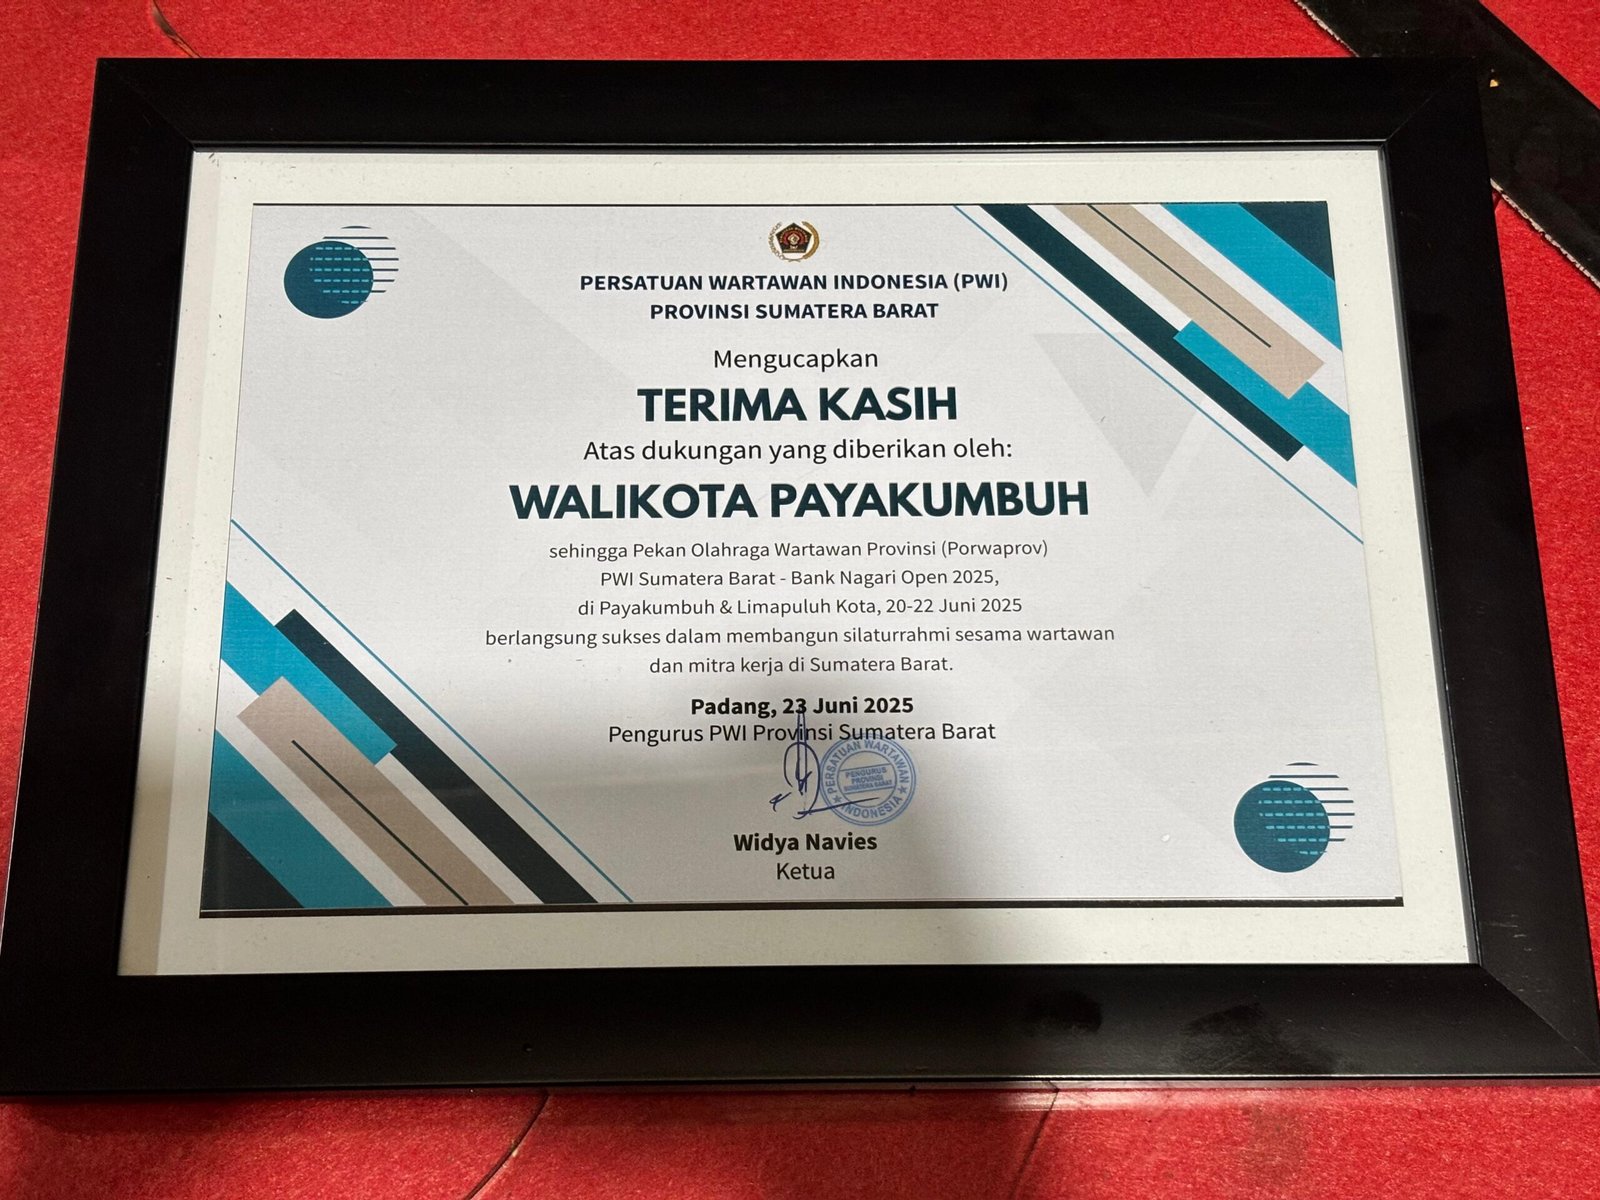 PERSATUAN WARTAWAN INDONESIA (PWI)
PROVINSI SUMATERA BARAT
Mengucapkan
TERIMA KASIH
Atas dukungan yang diberikan oleh:
WALIKOTA PAYAKUMBUH
sehingga Pekan Olahraga Wartawan Provinsi (Porwaprov)
PWI Sumatera Barat - Bank Nagari Open 2025,
di Payakumbuh & Limapuluh Kota, 20-22 Juni 2025
berlangsung sukses dalam membangun silaturrahmi sesama wartawan
dan mitra kerja di Sumatera Barat.
Padang, 23 Juni 2025
Pengurus PWI Provinsi Sumatera Barat
PERSATUAN WARTAWAN
PENGURUS
PROVINSI
SUMATERA BARAT
INDONESIA
Widya Navies
Ketua